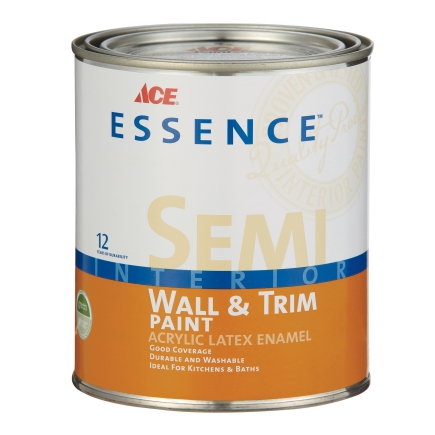 ACE
ESSENCE™
SEMI
12
INTERIOR
WALL & TRIM
PAINT
ACRYLIC LATEX ENAMEL
GOOD COVERAGE
DURABLE AND WASHABLE
IDEAL FOR KITCHENS & BATHS